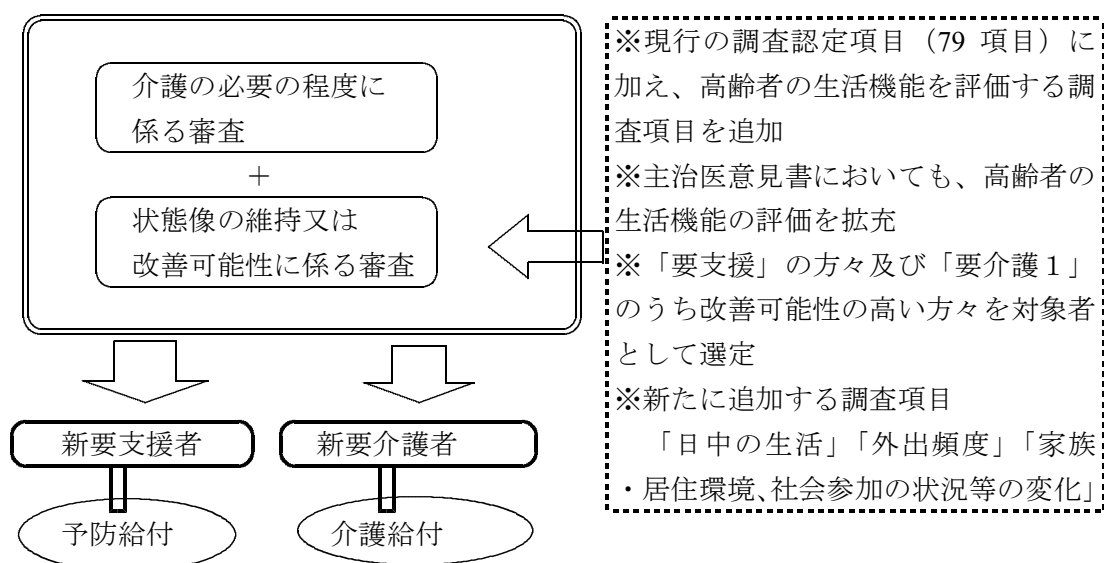 介護の必要の程度に
係る審査
＋
状態像の維持又は
改善可能性に係る審査
※現行の調査認定項目（79 項目）に
加え、高齢者の生活機能を評価する調
査項目を追加
※主治医意見書においても、高齢者の
生活機能の評価を拡充
※「要支援」の方々及び「要介護１」
のうち改善可能性の高い方々を対象者
として選定
※新たに追加する調査項目
「日中の生活」「外出頻度」「家族
・居住環境、社会参加の状況等の変化」
新要支援者
新要介護者
予防給付
介護給付